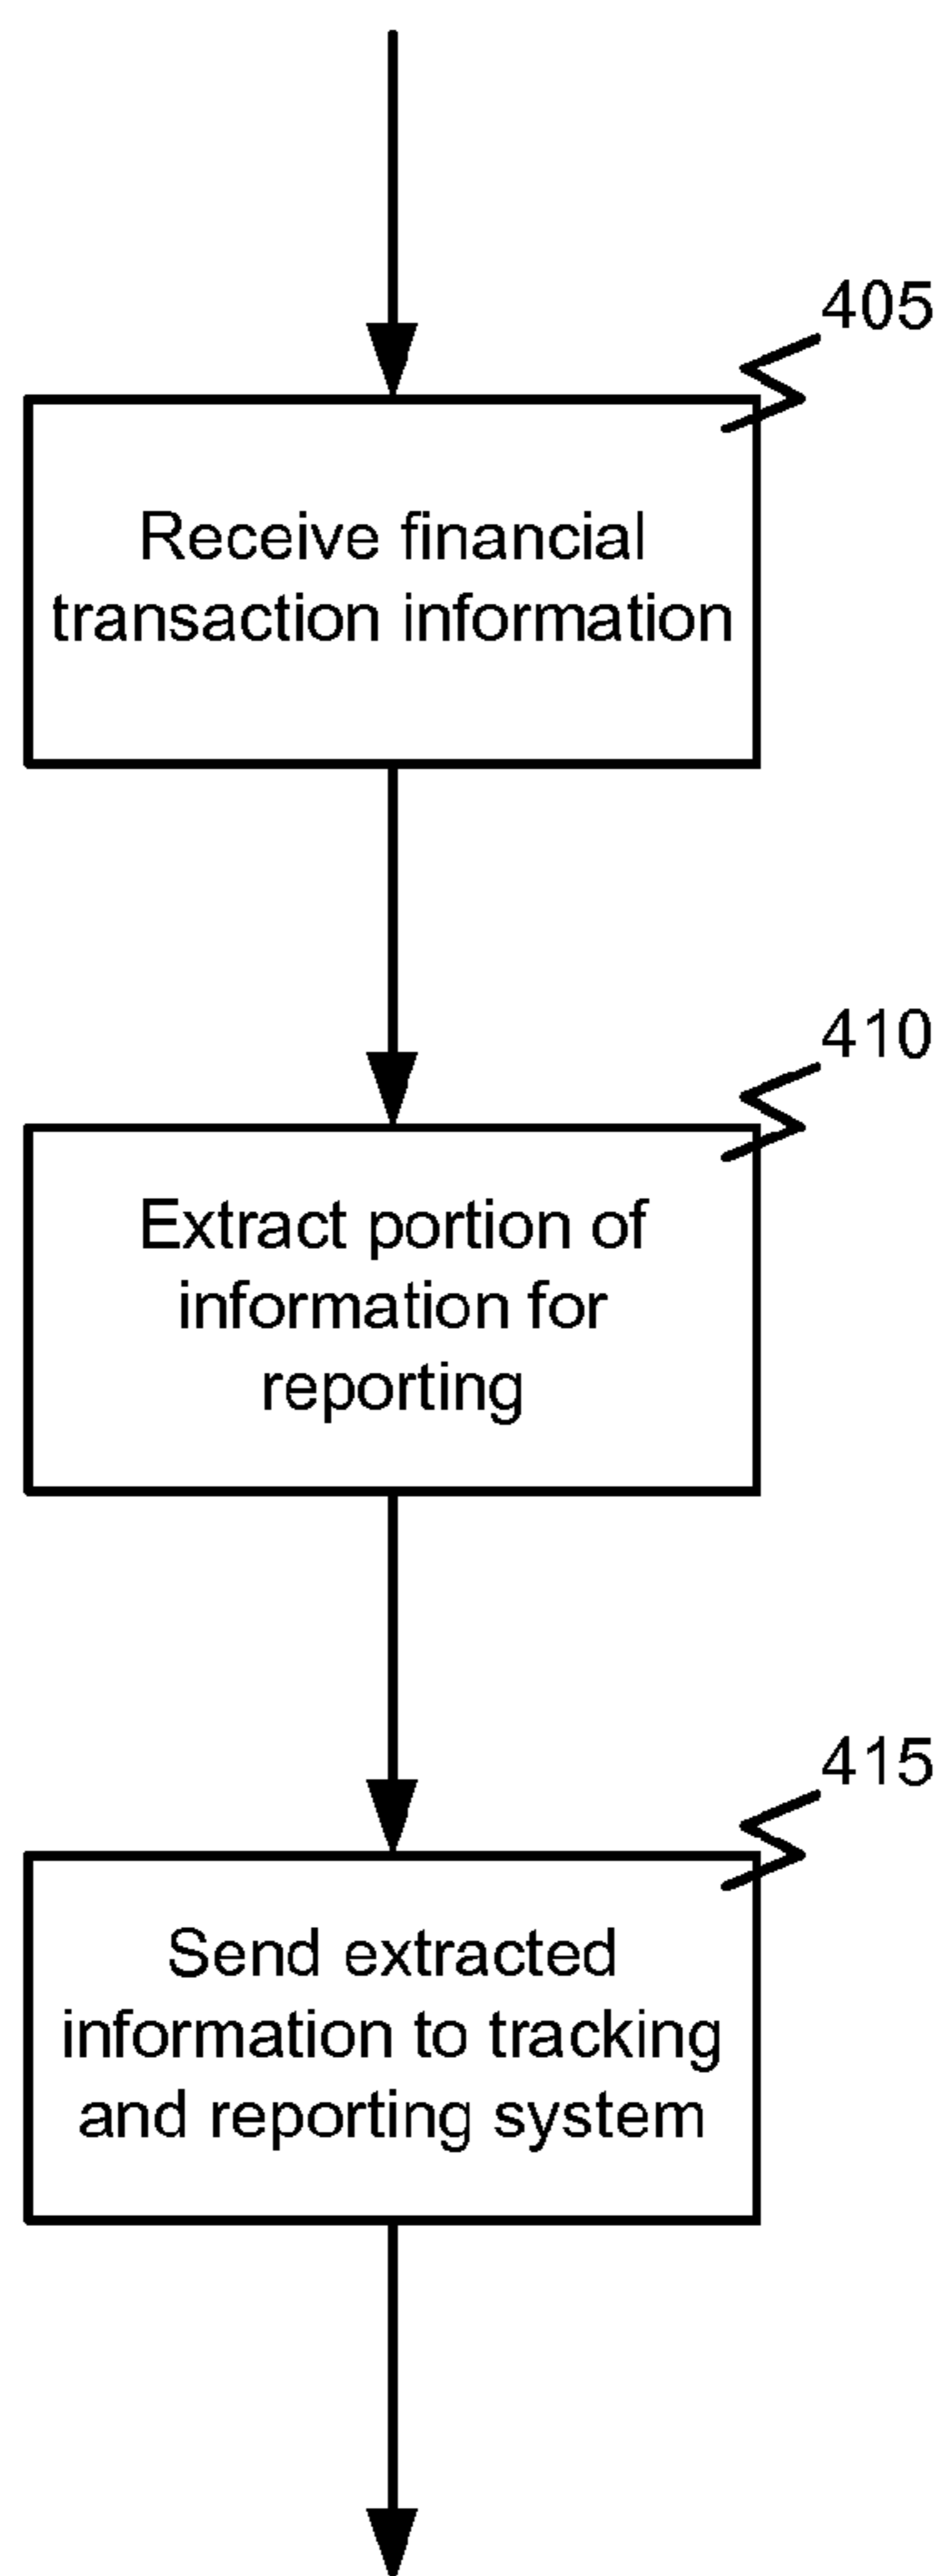 405
Receive financial
transaction information
410
Extract portion of
information for
reporting
415
Send extracted
information to tracking
and reporting system